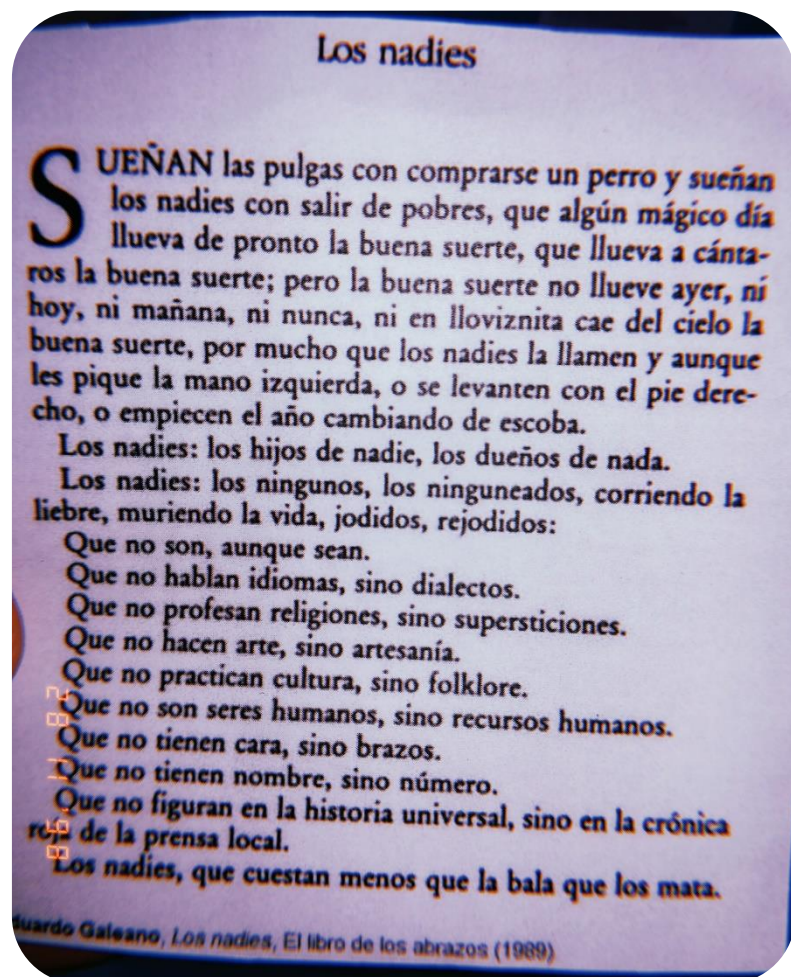 Los nadies
SUEÑAN las pulgas con comprarse un perro y sueñan
los nadies con salir de pobres, que algún mágico día
llueva de pronto la buena suerte, que llueva a cánta-
ros la buena suerte; pero la buena suerte no llueve ayer, ni
hoy, ni mañana, ni nunca, ni en lloviznita cae del cielo la
buena suerte, por mucho que los nadies la llamen y aunque
les pique la mano izquierda, o se levanten con el pie dere-
cho, o empiecen el año cambiando de escoba.
Los nadies: los hijos de nadie, los dueños de nada.
Los nadies: los ningunos, los ninguneados, corriendo la
liebre, muriendo la vida, jodidos, rejodidos:
Que no son, aunque sean.
Que no hablan idiomas, sino dialectos.
Que no profesan religiones, sino supersticiones.
Que no hacen arte, sino artesanía.
Que no practican cultura, sino folklore.
Que no son seres humanos, sino recursos humanos.
Que no tienen cara, sino brazos.
Que no tienen nombre, sino número.
Que no figuran en la historia universal, sino en la crónica
roja de la prensa local.
Los nadies, que cuestan menos que la bala que los mata.
duardo Galeano, Los nadies, El libro de los abrazos (1989)